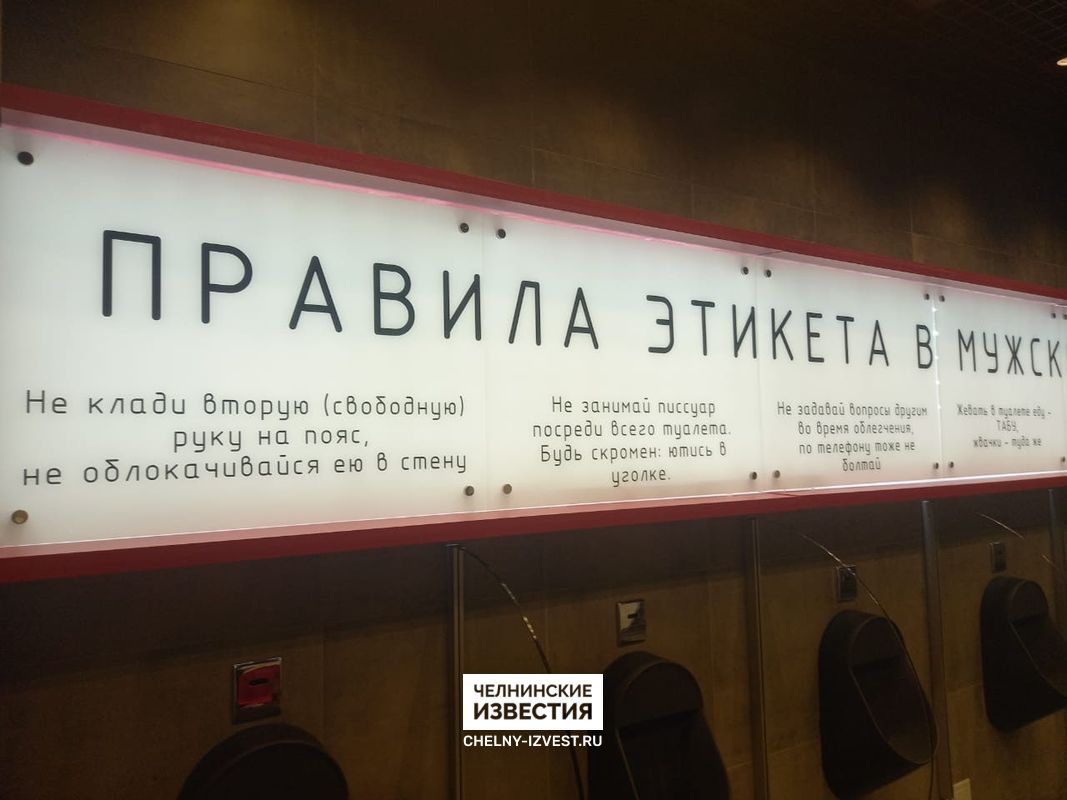 ПРАВИЛА ЭТИКЕТА В МУЖСК
Не клади вторую (свободную)
руку на пояс,
не облокачивайся ею в стену
Не занимай писсуар
посреди всего туалета.
Будь скромен: ютись в
уголке.
Не задавай вопросы другим
во время облегчения,
по телефону тоже не
болтай
Жевать в туалете еду -
ТАБУ,
жвачки - туда же
ЧЕЛНИНСКИЕ
ИЗВЕСТИЯ
CHELNY-IZVEST.RU